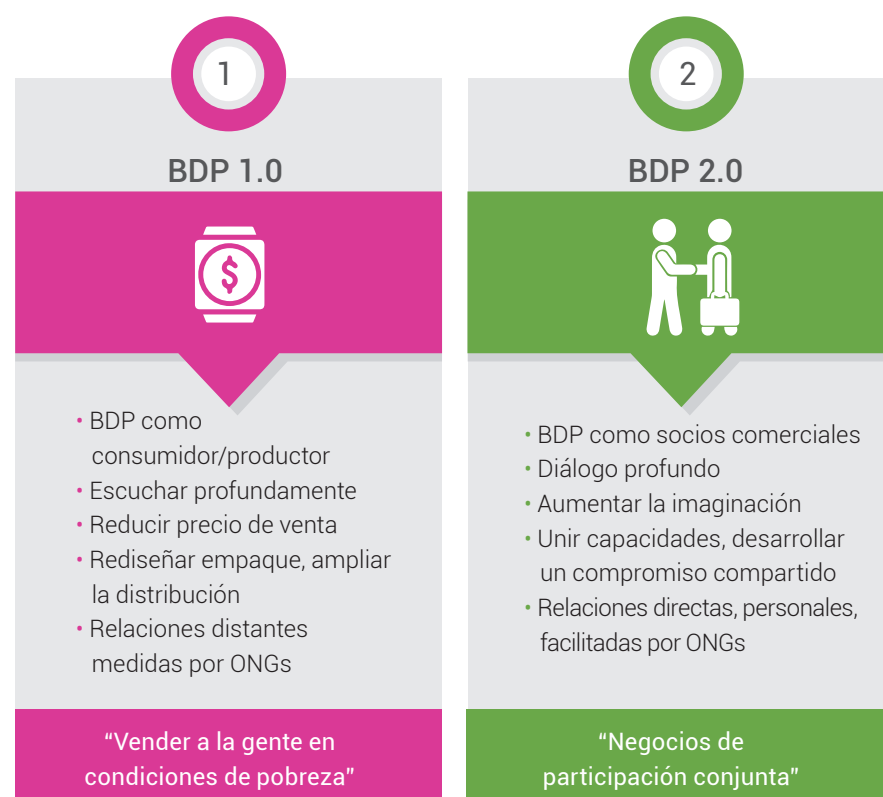 1
BDP 1.0
$
• BDP como
consumidor/productor
• Escuchar profundamente
• Reducir precio de venta
• Rediseñar empaque, ampliar
la distribución
• Relaciones distantes
medidas por ONGs
“Vender a la gente en
condiciones de pobreza”
2
BDP 2.0
• BDP como socios comerciales
• Diálogo profundo
• Aumentar la imaginación
• Unir capacidades, desarrollar
un compromiso compartido
• Relaciones directas, personales,
facilitadas por ONGs
“Negocios de
participación conjunta”